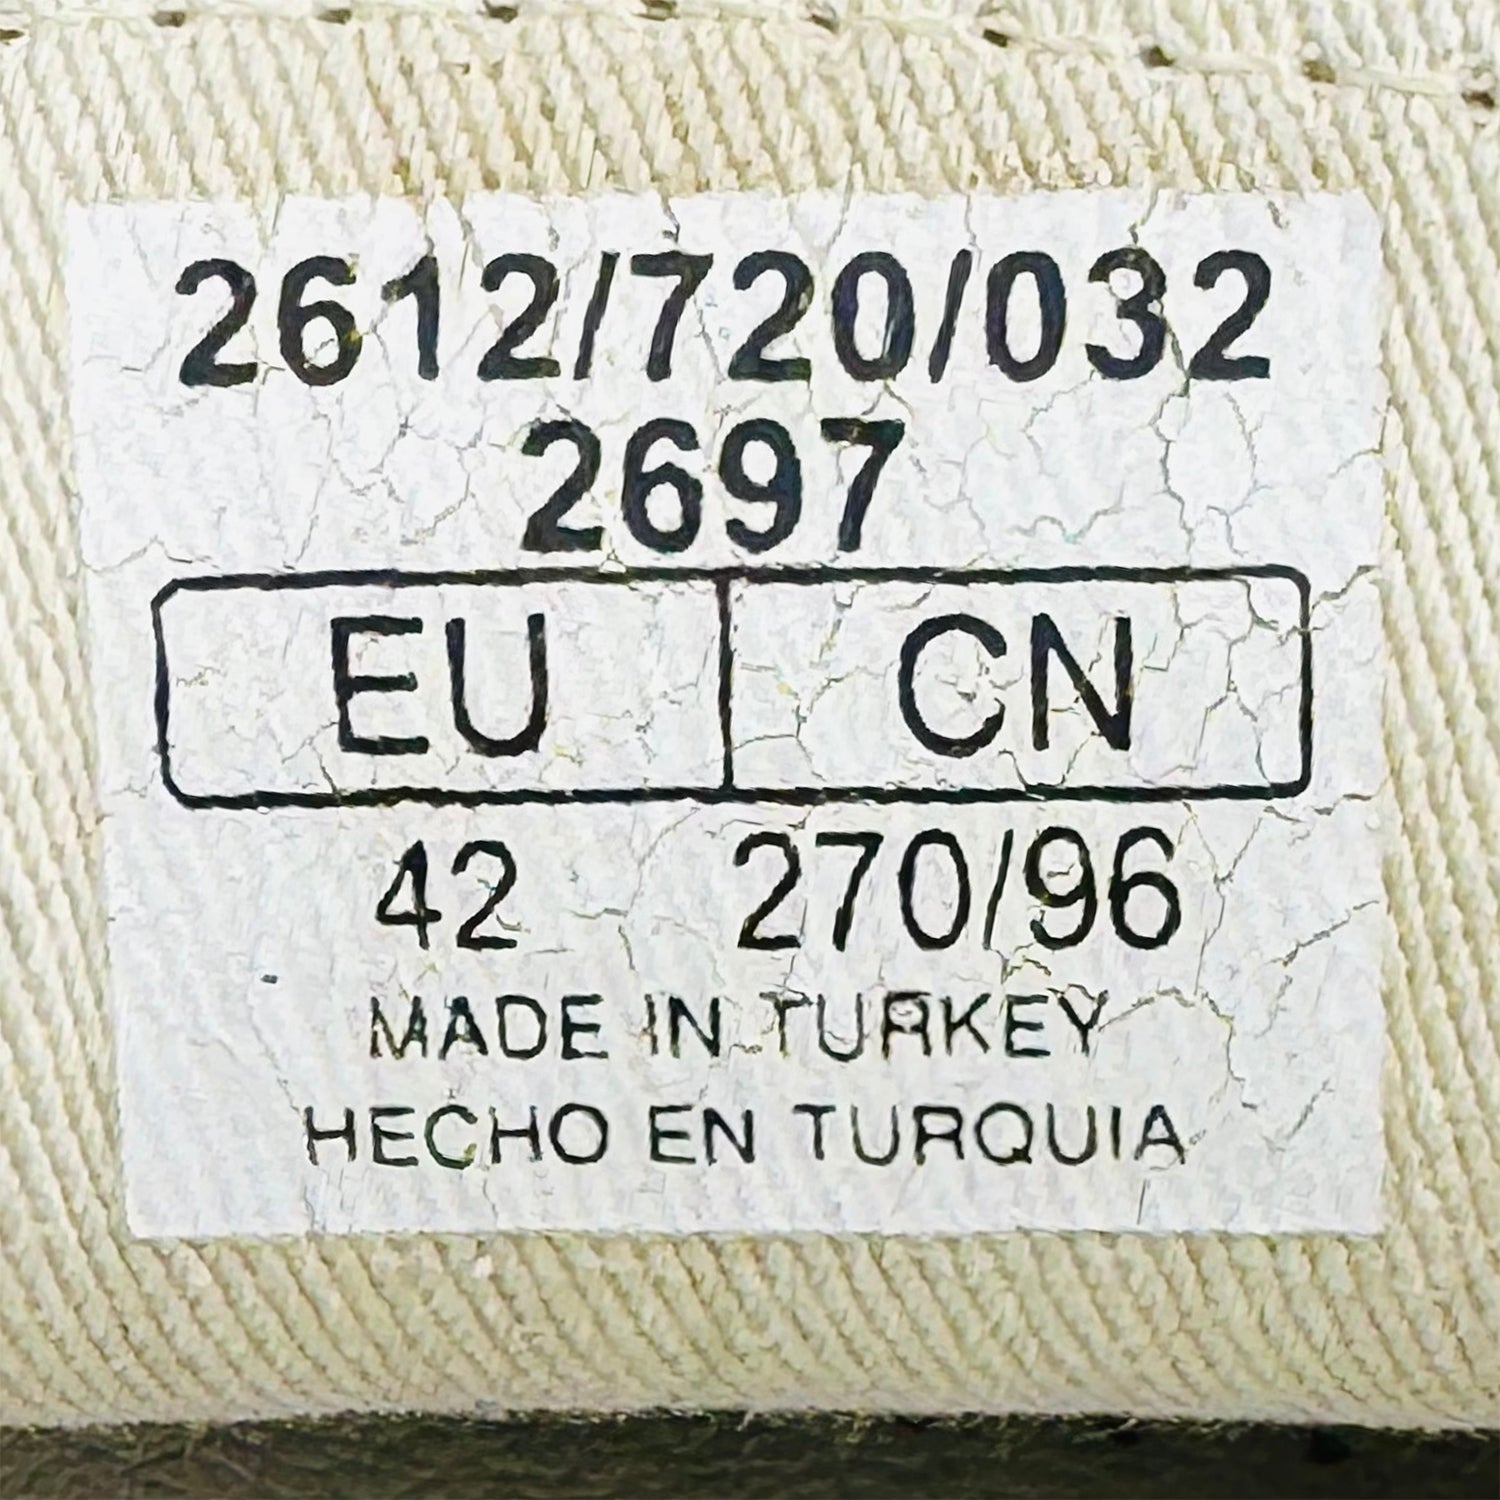 2612/720/032
2697
EU CN
42 270/96
MADE IN TURKEY
HECHO EN TURQUIA